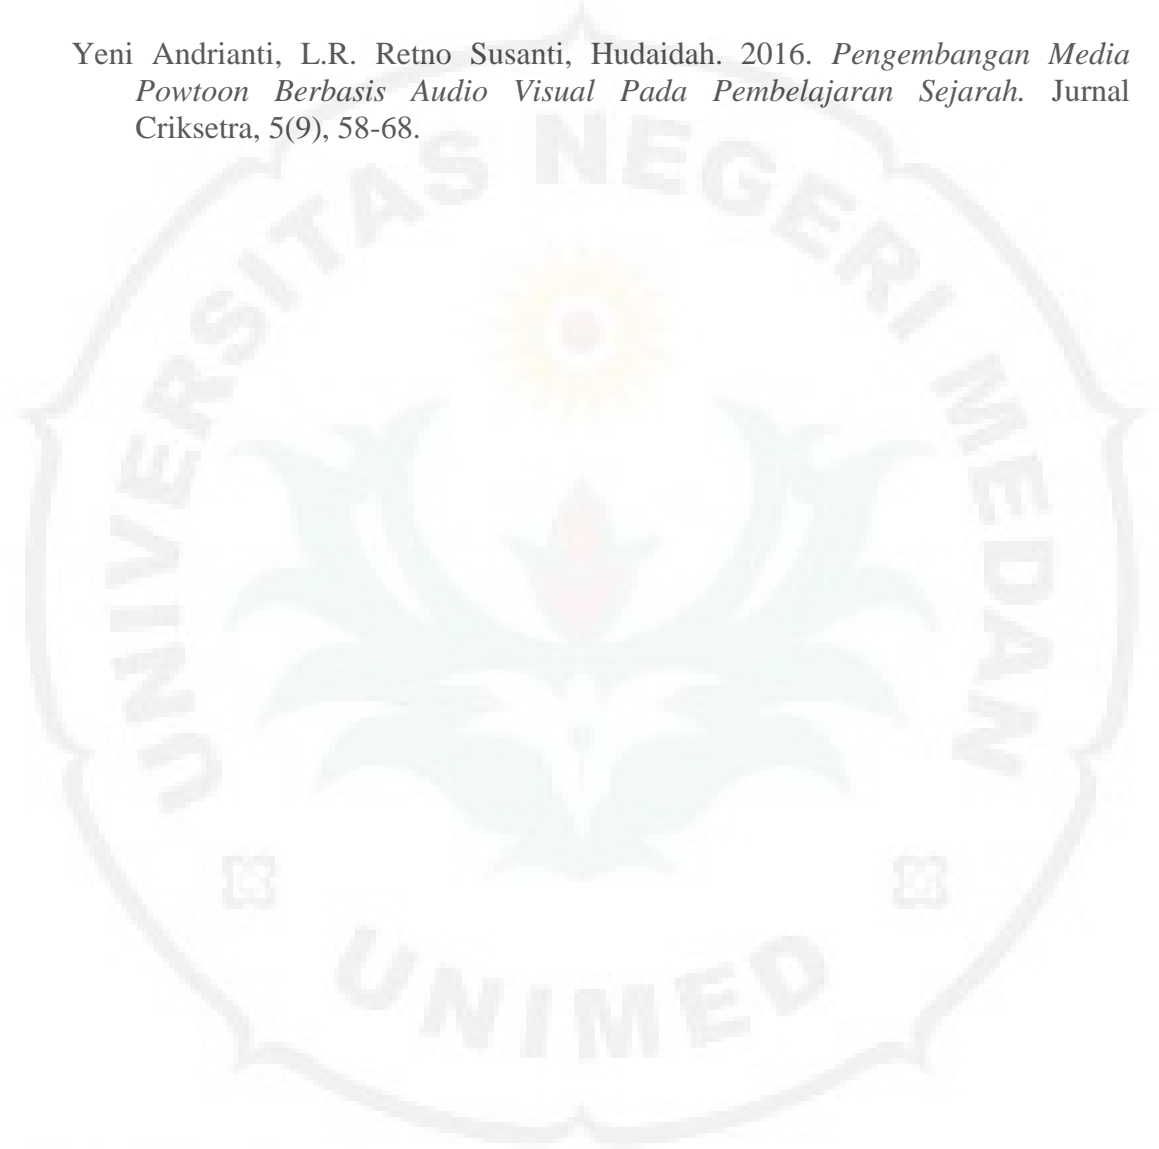 Yeni Andrianti, L.R. Retno Susanti, Hudaidah. 2016. Pengembangan Media
Powtoon Berbasis Audio Visual Pada Pembelajaran Sejarah. Jurnal
Criksetra, 5(9), 58-68.
UNIVERSITAS NEGERI MEDAN
UNIMED